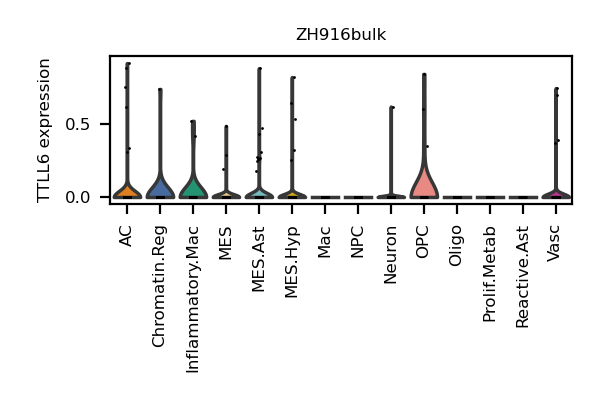 ZH916bulk
TTLL6 expression
0.5
0.0
AC
Chromatin.Reg
Inflammatory.Mac
MES
MES.Ast
MES.Hyp
Mac
NPC
Neuron
OPC
Oligo
Prolif.Metab
Reactive.Ast
Vasc